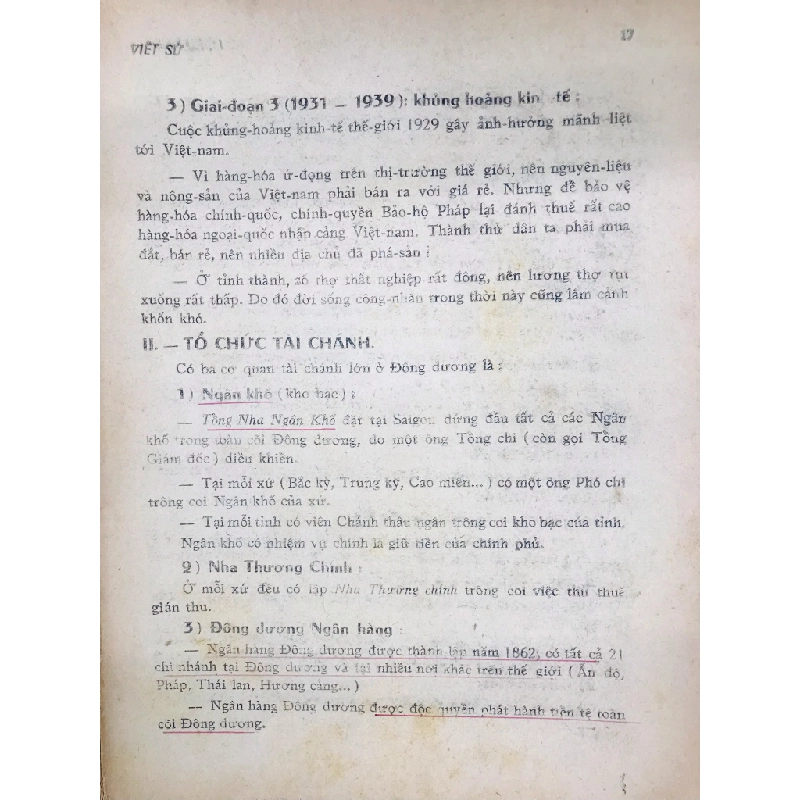 VIỆT SỬ
17
3) Giai-đoạn 3 (1931 — 1939): khủng hoảng kin tế :
Cuộc khủng-hoảng kinh-tế thế-giới 1929 gây ảnh-hưởng mãnh liệt
tới Việt-nam.
— Vì hàng-hóa ứ-đọng trên thị-trường thế giới, nên nguyên-liệu
và nông-sản của Việt-nam phải bán ra với giá rẻ. Nhưng để bảo vệ
hàng-hóa chính-quốc, chính-quyền Bảo-hộ Pháp lại đánh thuế rất cao
hàng-hóa ngoại-quốc nhập cảng Việt-nam. Thành thử dân ta phải mua
đắt, bán rẻ, nên nhiều địa chủ đã phá-sản !
— Ở tỉnh thành, số thợ thất nghiệp rất đông, nên lương thợ rụt
xuống rất thấp. Do đó đời sống công-nhân trong thời này cũng lâm cảnh
khốn khó.
II. — TỔ CHỨC TÀI CHÁNH.
Có ba cơ quan tài chánh lớn ở Đông dương là :
1) Ngân khố (kho bạc) :
— Tổng Nha Ngân Khố đặt tại Saigon đứng đầu tất cả các Ngân
khố trong toàn cõi Đông dương, do một ông Tổng chi (còn gọi Tổng
Giám đốc) điều khiển.
— Tại mỗi xứ (Bắc kỳ, Trung kỳ, Cao miên...) có một ông Phó chi
trông coi Ngân khố của xứ.
— Tại mỗi tỉnh có viên Chánh thâu ngân trông coi kho bạc của tỉnh.
Ngân khố có nhiệm vụ chính là giữ tiền của chính phủ.
2) Nha Thương Chính :
Ở mỗi xứ đều có lập Nha Thương chính trông coi việc thu thuế
gián thu.
3) Đông dương Ngân hàng :
— Ngân hàng Đông dương được thành lập năm 1862, có tất cả 21
chi nhánh tại Đông dương và tại nhiều nơi khác trên thế giới (Ấn độ,
Pháp, Thái lan, Hương cảng...)
— Ngân hàng Đông dương được độc quyền phát hành tiền tệ toàn
cõi Đông dương.